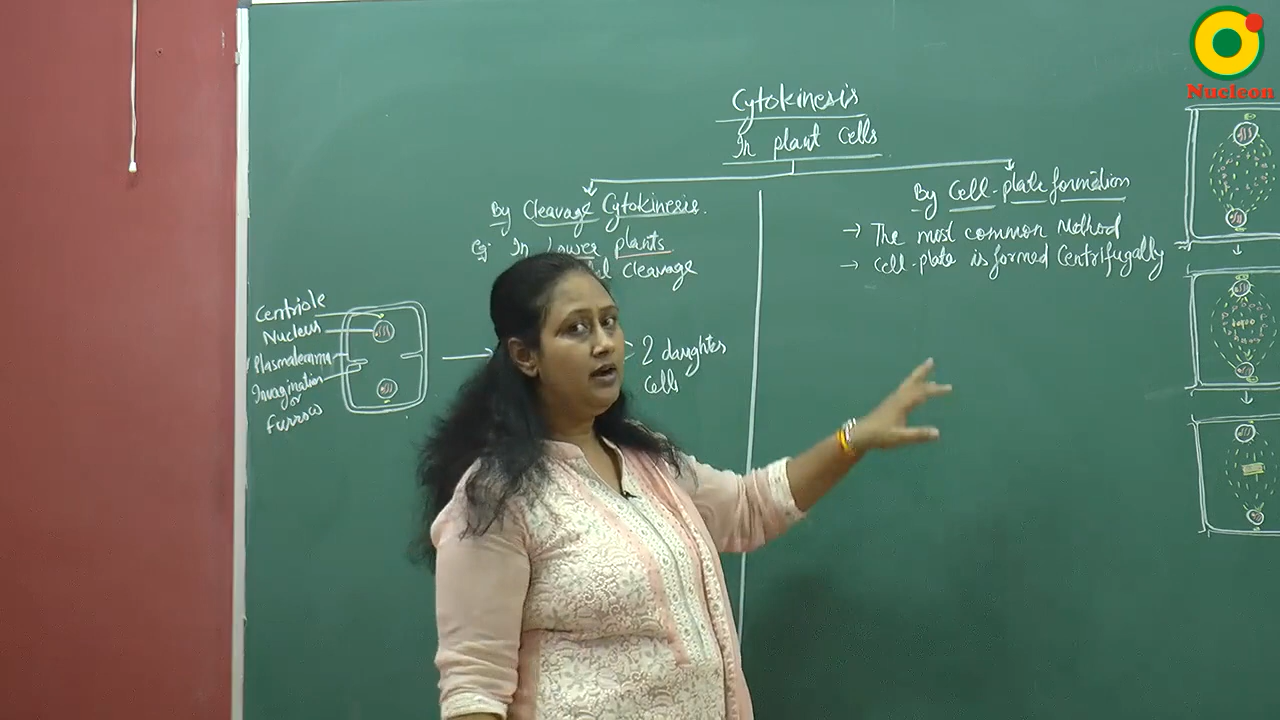 Nucleon
Cytokinesis
In plant cells
By Cleavage Cytokinesis.
Eg: In Lower plants
cleavage
By Cell-plate formation
→ The most common Method
→ Cell-plate is formed Centrifugally
Centriole
Nucleus
Plasmalemma
Invagination
or
Furrow
2 daughter
cells